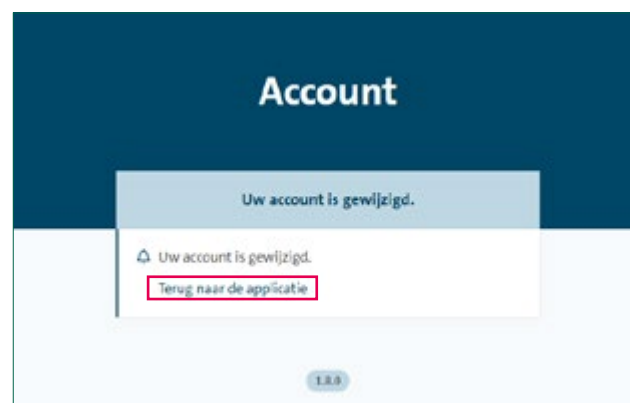 Account
Uw account is gewijzigd.
Uw account is gewijzigd.
Terug naar de applicatie
1.8.0